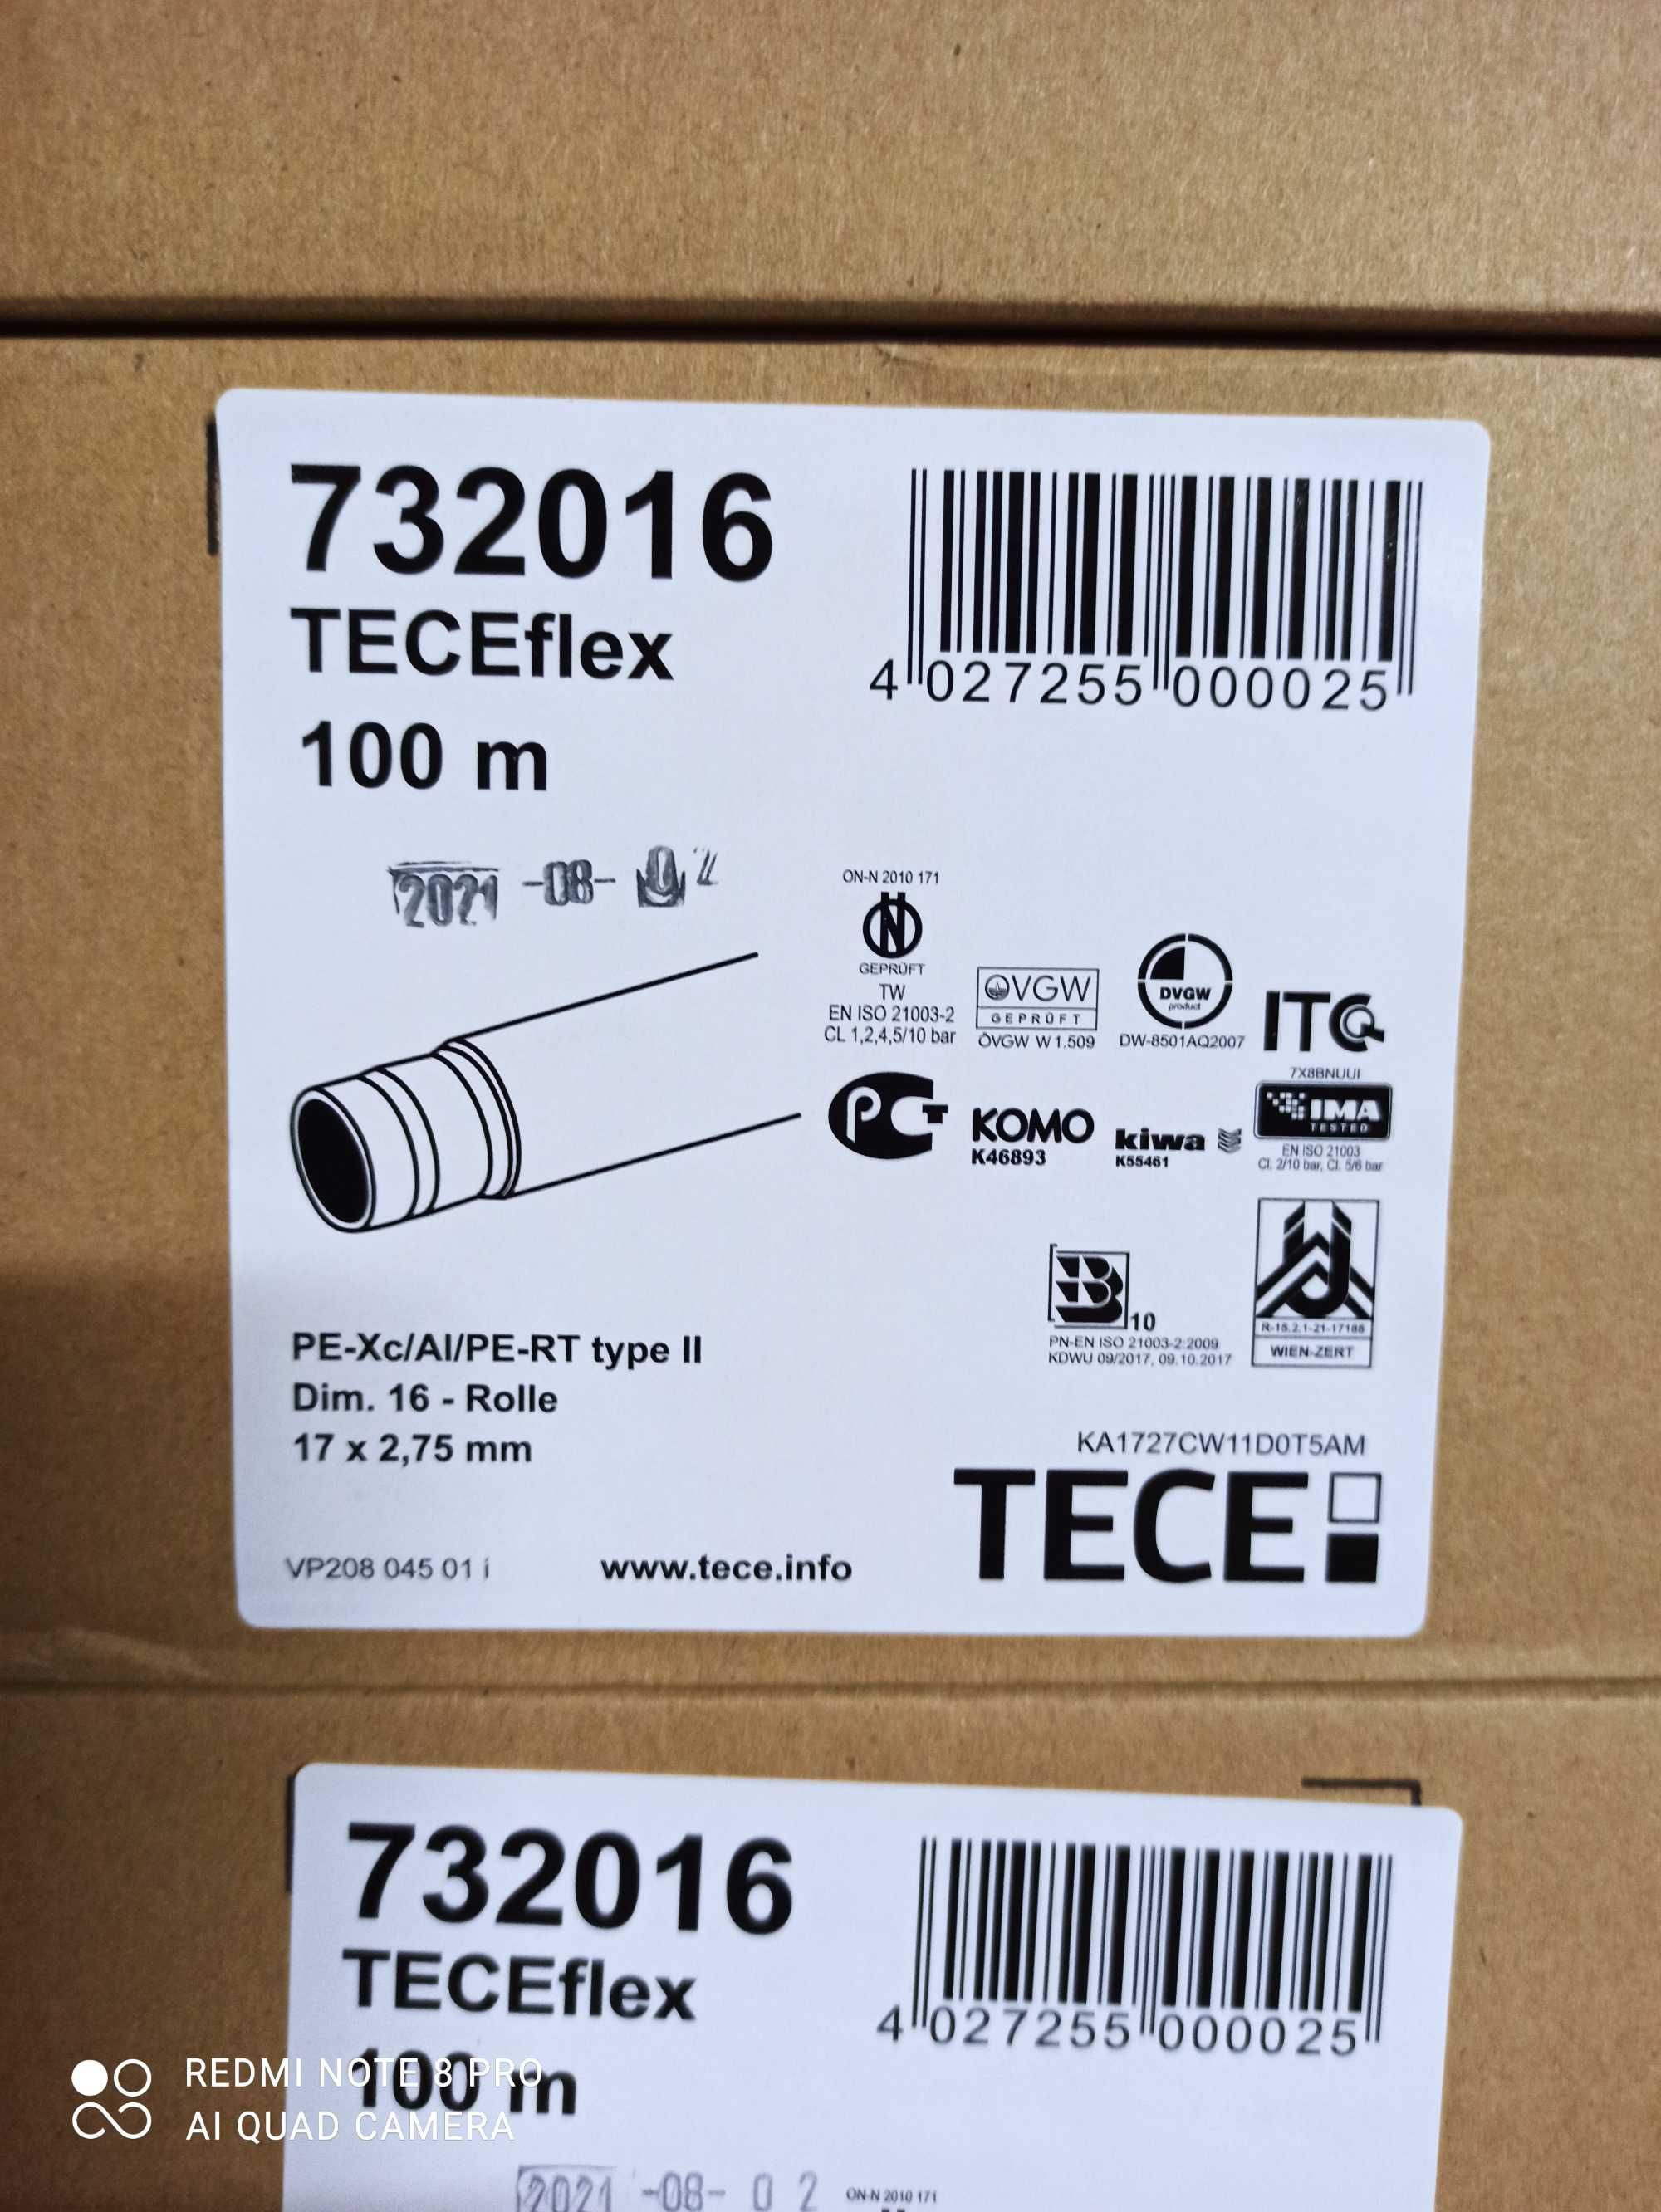 732016
TECEflex
100 m
4 027255 000025
2021 -08- 02
ON-N 2010 171
GEPRÜFT
TW
EN ISO 21003-2
CL 1,2,4,5/10 bar
ÖVGW
GEPRÜFT
ÖVGW W 1.509
DVGW
product
DW-8501AQ2007
ITC
7X8BNUUI
IMA
TESTED
EN ISO 21003
Cl. 2/10 bar, Cl. 5/6 bar
PCT
KOMO
K46893
kiwa
K55461
B 10
PN-EN ISO 21003-2:2009
KDWU 09/2017, 09.10.2017
R-15.2.1-21-17186
WIEN-ZERT
PE-Xc/Al/PE-RT type II
Dim. 16 - Rolle
17 x 2,75 mm
KA1727CW11D0T5AM
TECE
VP208 045 01 i
www.tece.info
732016
TECEflex
100 m
4 027255 000025
2021 -08- 02
ON-N 2010 171
REDMI NOTE 8 PRO
AI QUAD CAMERA